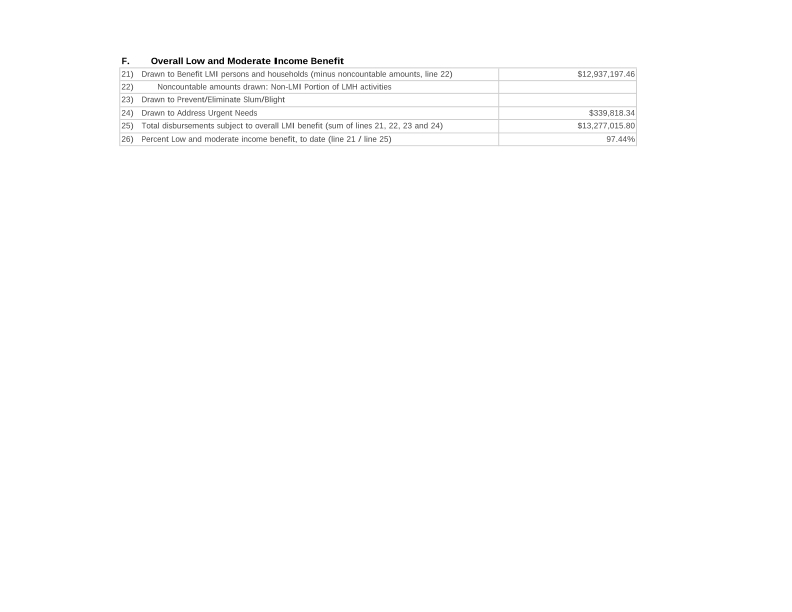 F. Overall Low and Moderate Income Benefit
21) Drawn to Benefit LMI persons and households (minus noncountable amounts, line 22) $12,937,197.46
22) Noncountable amounts drawn: Non-LMI Portion of LMH activities
23) Drawn to Prevent/Eliminate Slum/Blight
24) Drawn to Address Urgent Needs $339,818.34
25) Total disbursements subject to overall LMI benefit (sum of lines 21, 22, 23 and 24) $13,277,015.80
26) Percent Low and moderate income benefit, to date (line 21 / line 25) 97.44%